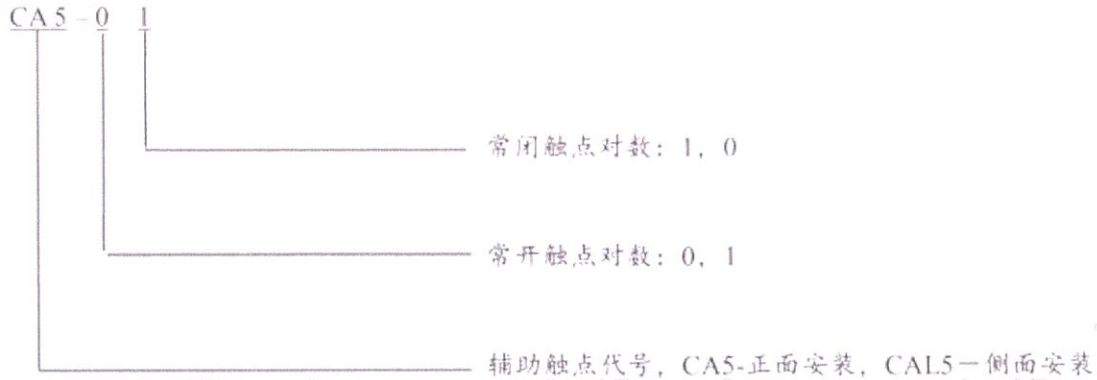 CA5-0 1
常闭触点对数：1，0
常开触点对数：0，1
辅助触点代号，CA5-正面安装，CAL5-侧面安装